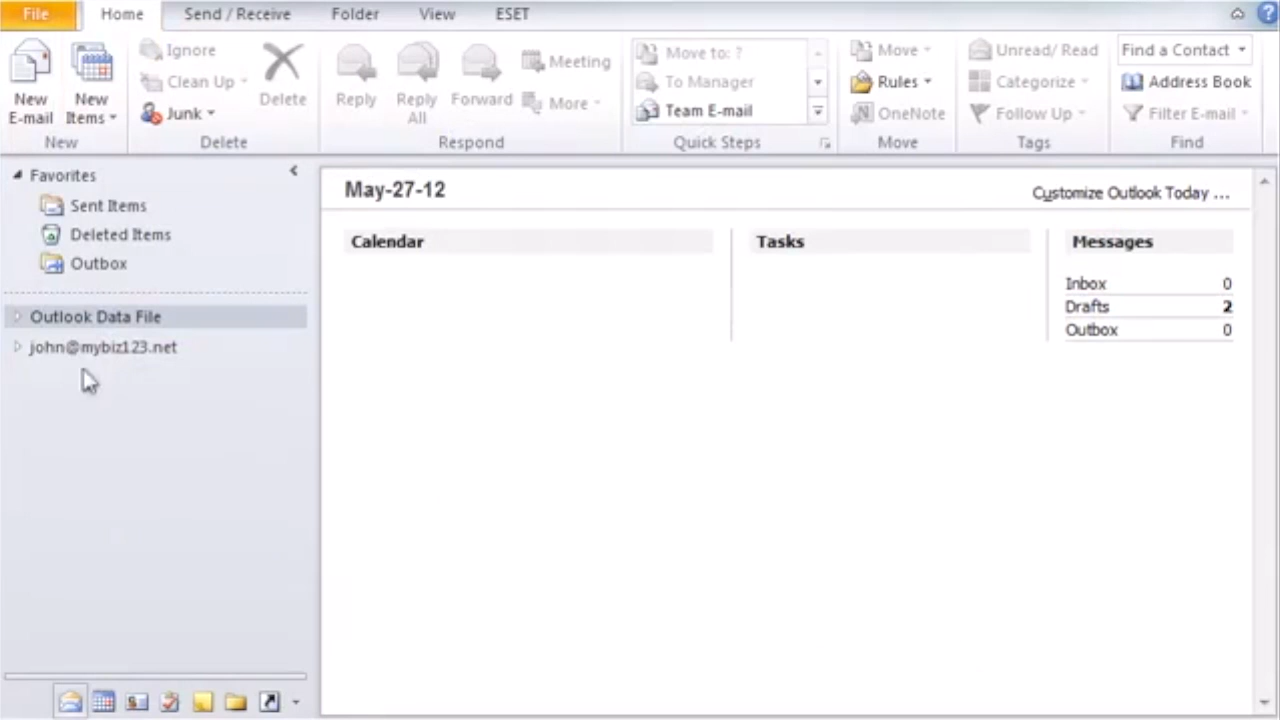 File Home Send / Receive Folder View ESET
New E-mail
New Items
New
Ignore
Clean Up
Junk
Delete
Delete
Reply
Reply All
Forward
Meeting
More
Respond
Move to: ?
To Manager
Team E-mail
Quick Steps
Move
Rules
OneNote
Move
Unread/ Read
Categorize
Follow Up
Tags
Find a Contact
Address Book
Filter E-mail
Find
Favorites
Sent Items
Deleted Items
Outbox
Outlook Data File
john@mybiz123.net
May-27-12
Customize Outlook Today ...
Calendar
Tasks
Messages
Inbox 0
Drafts 2
Outbox 0